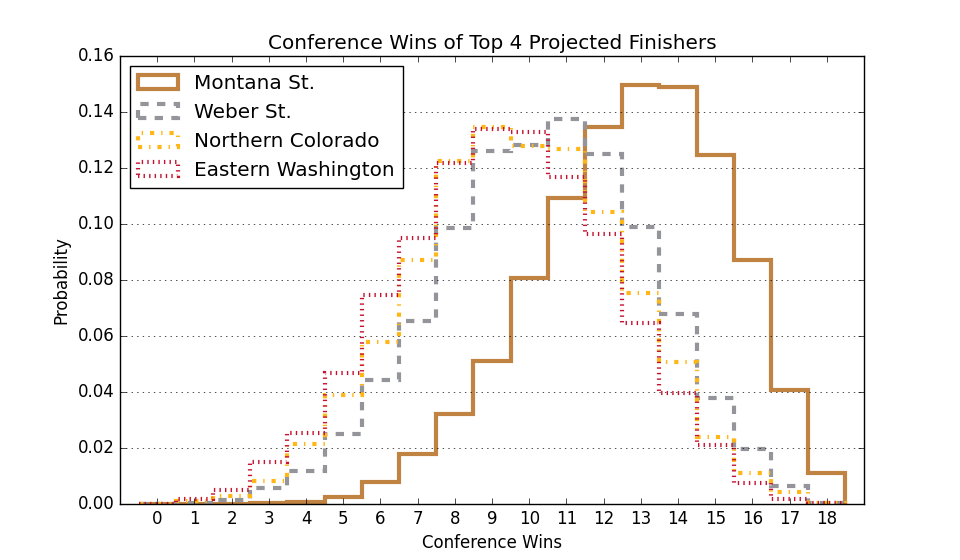 Conference Wins of Top 4 Projected Finishers
0.16
Montana St.
Weber St.
Northern Colorado
Eastern Washington
0.14
0.12
0.10
0.08
0.06
0.04
0.02
0.00
Probability
0 1 2 3 4 5 6 7 8 9 10 11 12 13 14 15 16 17 18
Conference Wins